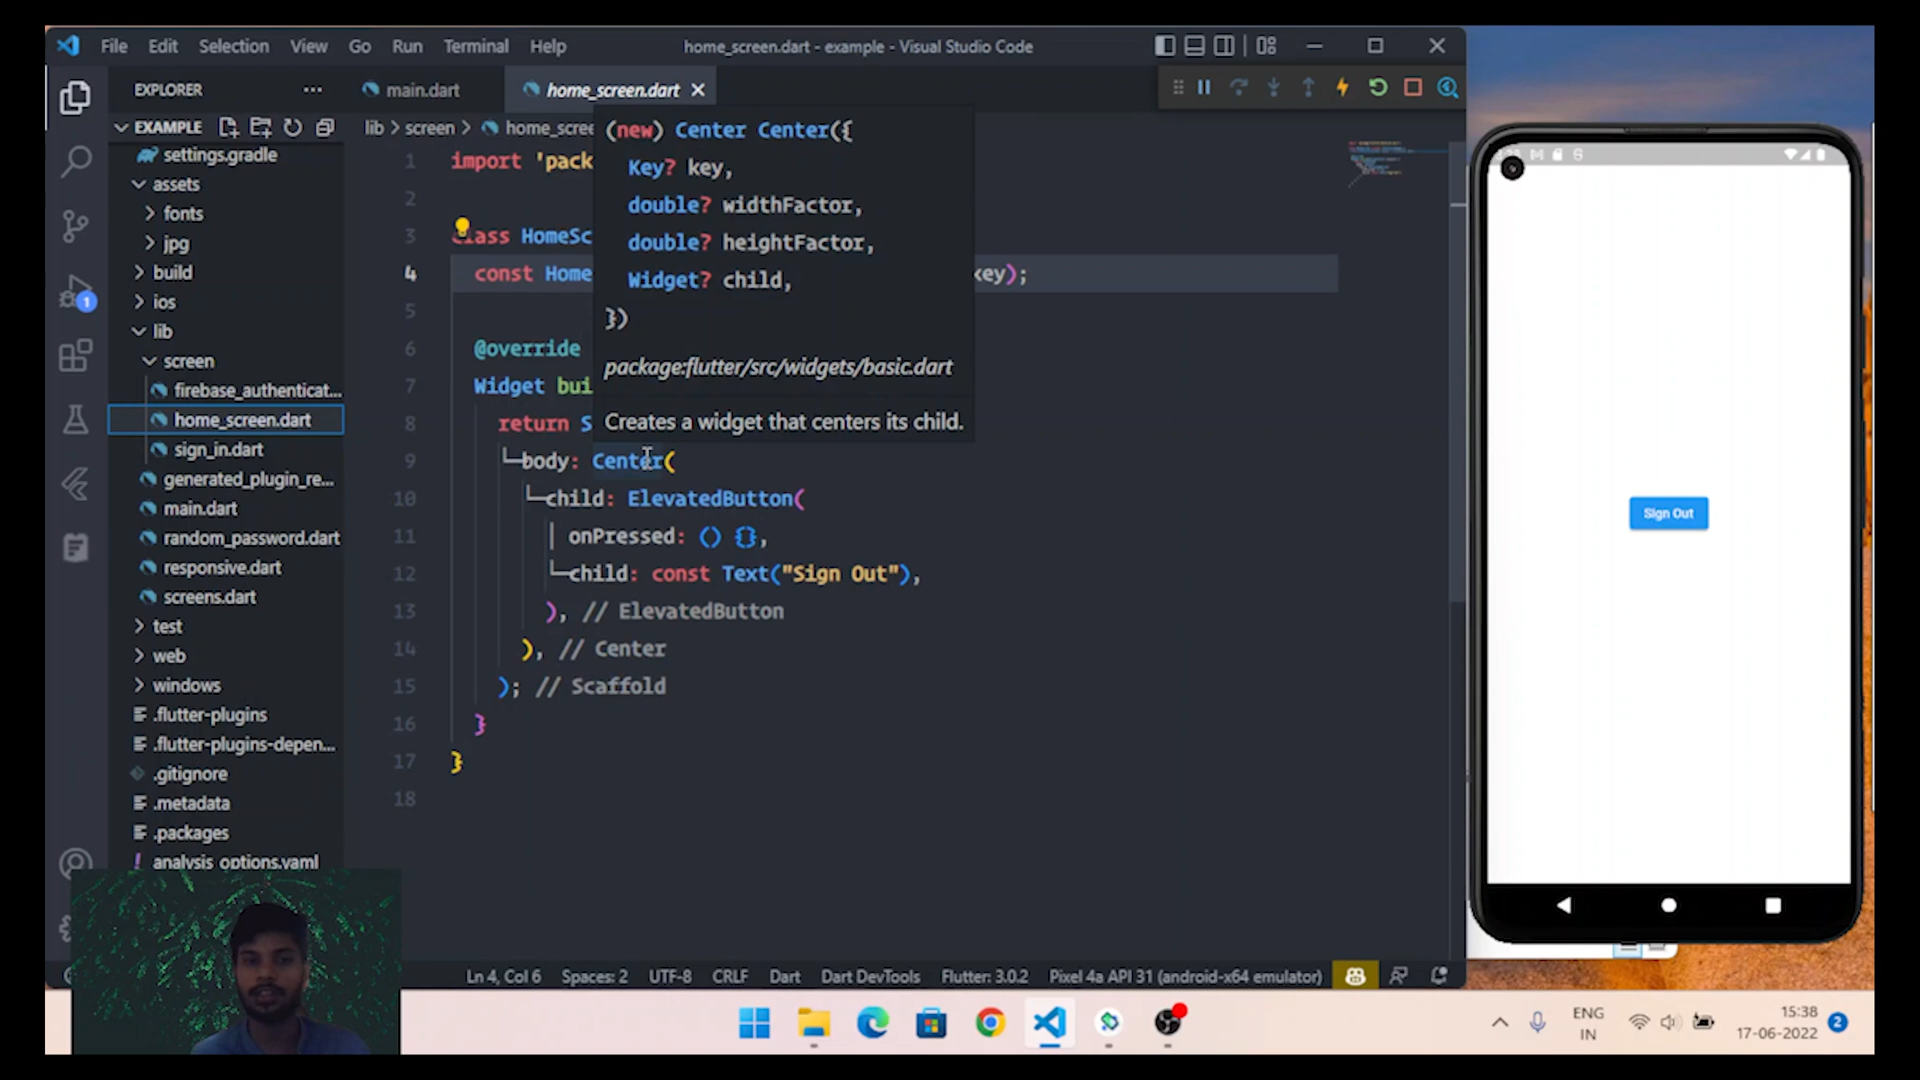 File Edit Selection View Go Run Terminal Help
home_screen.dart - example - Visual Studio Code
EXPLORER
main.dart
home_screen.dart
EXAMPLE
lib > screen > home_scree
settings.gradle
assets
fonts
jpg
build
ios
lib
screen
firebase_authenticat...
home_screen.dart
sign_in.dart
generated_plugin_re...
main.dart
random_password.dart
responsive.dart
screens.dart
test
web
windows
.flutter-plugins
.flutter-plugins-depen...
.gitignore
.metadata
.packages
analysis_options.yaml
1
(new) Center Center({
Key? key,
double? widthFactor,
double? heightFactor,
Widget? child,
})
package:flutter/src/widgets/basic.dart
Creates a widget that centers its child.
1 import 'pack
2
3 class HomeSc
4 const Home key);
5
6 @override
7 Widget bui
8 return S
9 body: Center(
10 child: ElevatedButton(
11 onPressed: () {},
12 child: const Text("Sign Out"),
13 ), // ElevatedButton
14 ), // Center
15 ); // Scaffold
16 }
17 }
18
Sign Out
Ln 4, Col 6 Spaces: 2 UTF-8 CRLF Dart Dart DevTools Flutter: 3.0.2 Pixel 4a API 31 (android-x64 emulator)
ENG
IN
15:38
17-06-2022
2